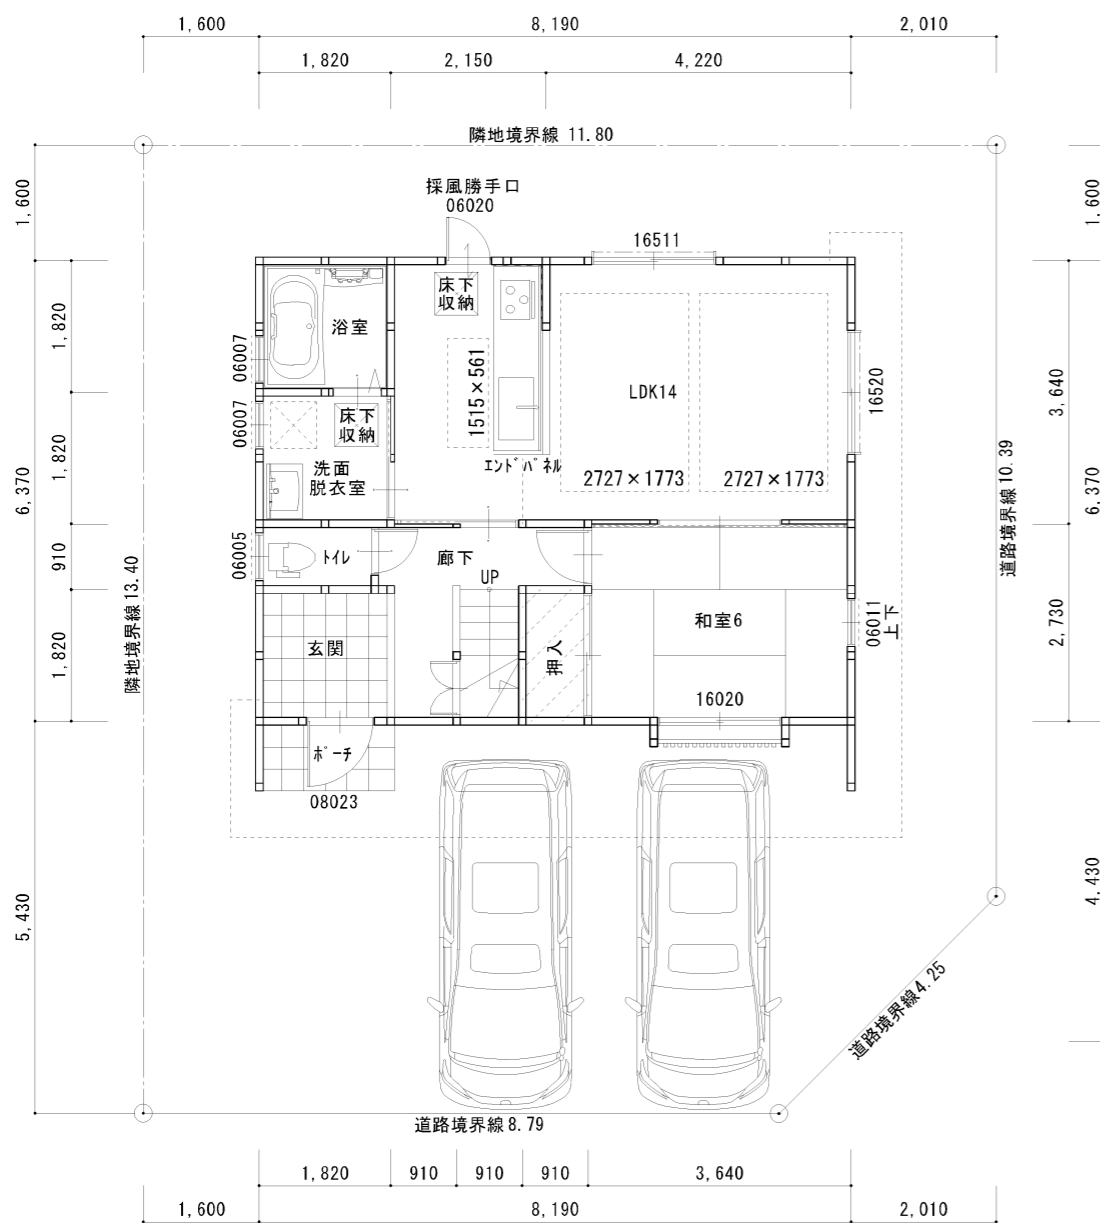 1,600
8,190
2,010
1,820
2,150
4,220
隣地境界線 11.80
1,600
1,600
採風勝手口
06020
16511
床下
収納
浴室
1,820
06007
1515×561
LDK14
16520
3,640
06007
床下
収納
1,820
洗面
脱衣室
エンドパネル
2727×1773
2727×1773
道路境界線 10.39
6,370
6,370
910
06005
トイレ
廊下
UP
隣地境界線 13.40
1,820
玄関
押入
和室6
06011
上下
2,730
16020
ポーチ
08023
5,430
4,430
道路境界線 4.25
道路境界線 8.79
1,820
910
910
910
3,640
1,600
8,190
2,010